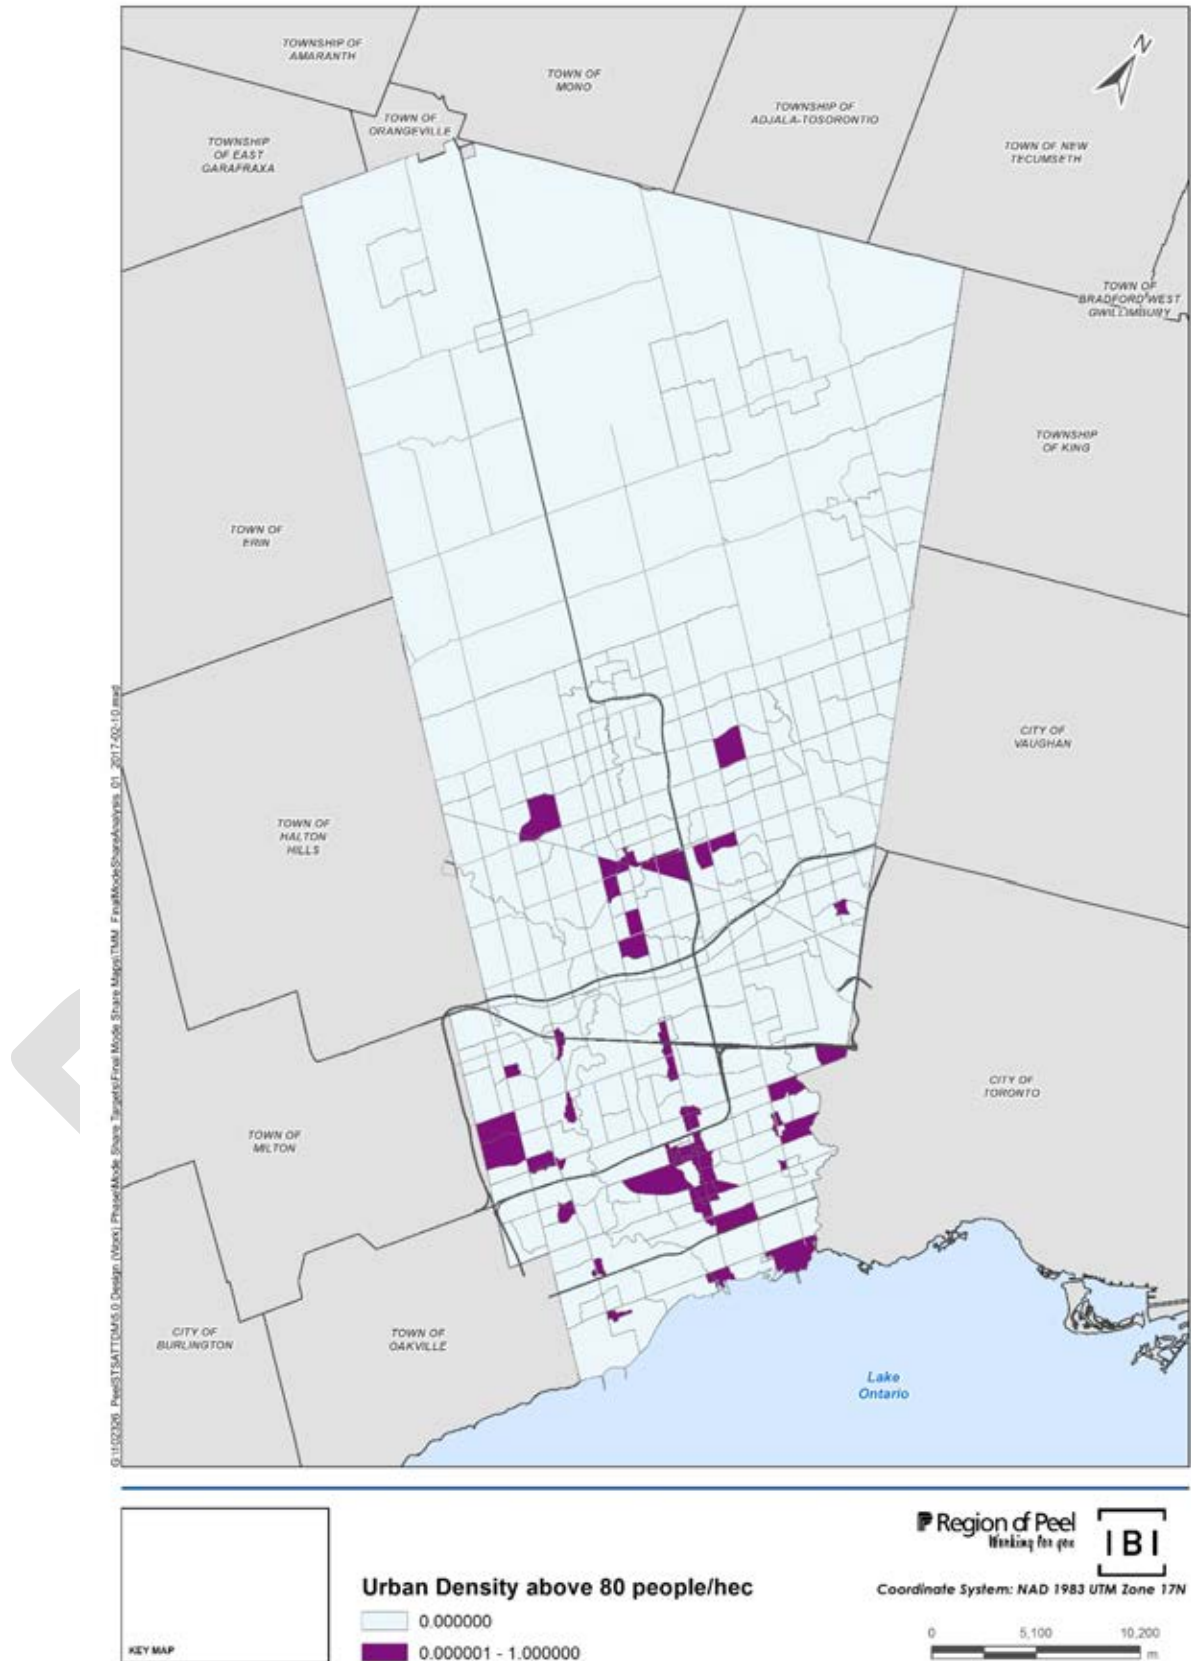 TOWNSHIP OF
AMARANTH
TOWN OF
MONO
N
TOWN OF
ORANGEVILLE
TOWNSHIP OF
ADJALA-TOSORONTIO
TOWNSHIP
OF EAST
GARAFRAXA
TOWN OF NEW
TECUMSETH
TOWN OF
BRADFORD WEST
GWILLIMBURY
TOWNSHIP
OF KING
TOWN OF
ERIN
CITY OF
VAUGHAN
TOWN OF
HALTON
HILLS
CITY OF
TORONTO
TOWN OF
MILTON
CITY OF
BURLINGTON
TOWN OF
OAKVILLE
Lake
Ontario
Region of Peel
Working for you
IBI
Urban Density above 80 people/hec
Coordinate System: NAD 1983 UTM Zone 17N
0.000000
0.000001 - 1.000000
KEY MAP
0 5,100 10,200
m